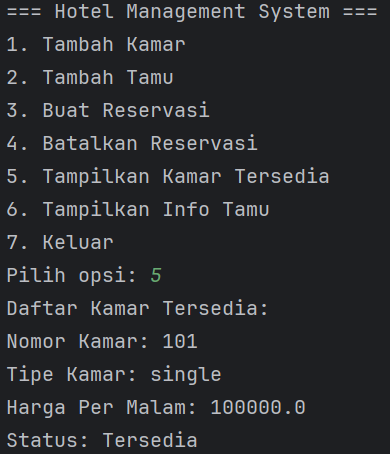 === Hotel Management System ===
1. Tambah Kamar
2. Tambah Tamu
3. Buat Reservasi
4. Batalkan Reservasi
5. Tampilkan Kamar Tersedia
6. Tampilkan Info Tamu
7. Keluar
Pilih opsi: 5
Daftar Kamar Tersedia:
Nomor Kamar: 101
Tipe Kamar: single
Harga Per Malam: 100000.0
Status: Tersedia